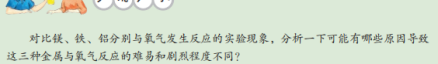 对比镁、铁、铝分别与氧气发生反应的实验现象，分析一下可能有哪些原因导致
这三种金属与氧气反应的难易和剧烈程度不同？